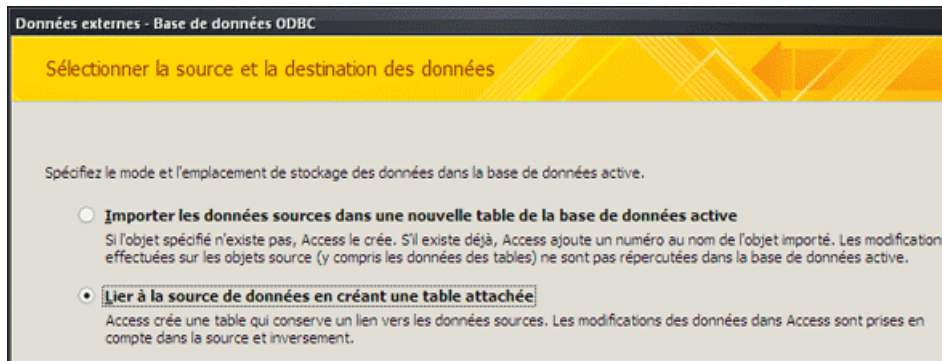 Données externes - Base de données ODBC
Sélectionner la source et la destination des données
Spécifiez le mode et l'emplacement de stockage des données dans la base de données active.
Importer les données sources dans une nouvelle table de la base de données active
Si l'objet spécifié n'existe pas, Access le crée. S'il existe déjà, Access ajoute un numéro au nom de l'objet importé. Les modification
effectuées sur les objets source (y compris les données des tables) ne sont pas répercutées dans la base de données active.
Lier à la source de données en créant une table attachée
Access crée une table qui conserve un lien vers les données sources. Les modifications des données dans Access sont prises en
compte dans la source et inversement.